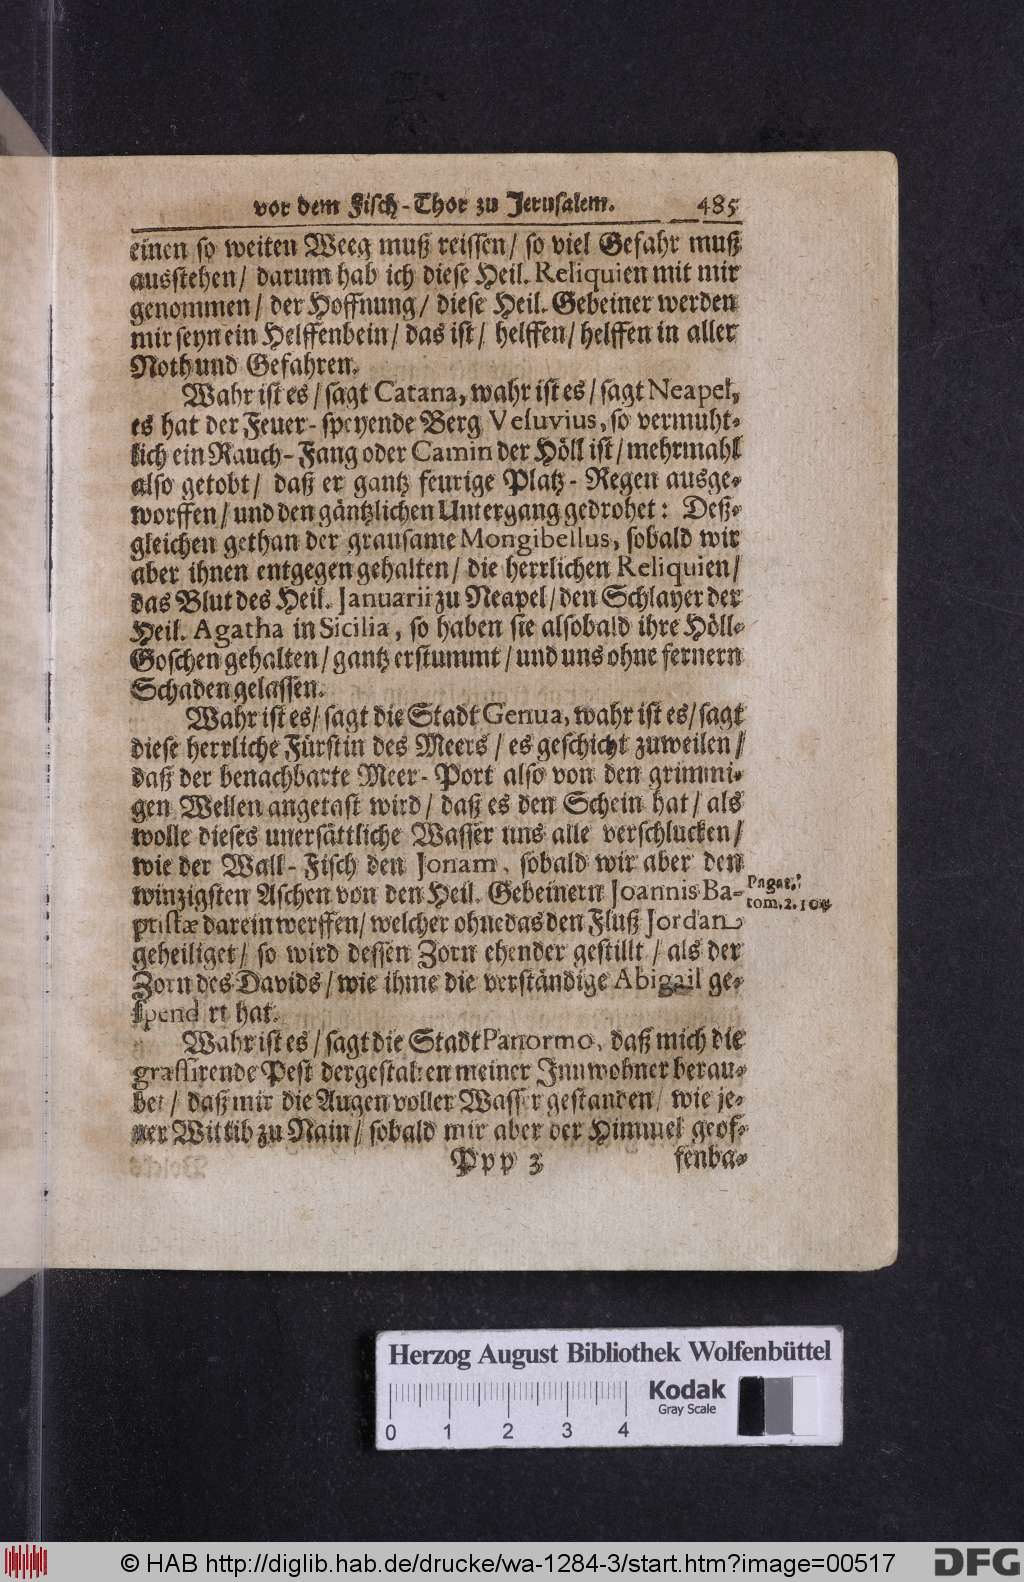 vor dem Fisch-Thor zu Jerusalem. 485
einen so weiten Weeg muß reissen/ so viel Gefahr muß
ausstehen/ darum hab ich diese Heil. Reliquien mit mir
genommen/ der Hoffnung/ diese Heil. Gebeiner werden
mir seyn ein Helffenbein/ das ist/ helffen/ helffen in aller
Noth und Gefahren.
Wahr ist es/ sagt Catana, wahr ist es/ sagt Neapel,
es hat der Feuer-speyende Berg Vesuvius, so vermuht-
lich ein Rauch-Fang oder Camin der Höll ist/ mehrmahl
also getobt/ daß er gantz feurige Platz-Regen ausge-
worffen/ und den gäntzlichen Untergang gedrohet: Deß-
gleichen gethan der grausame Mongibellus, sobald wir
aber ihnen entgegen gehalten/ die herrlichen Reliquien/
das Blut des Heil. Januarii zu Neapel/ den Schlayer der
Heil. Agatha in Sicilia, so haben sie alsobald ihre Höll-
Goschen gehalten/ gantz erstummt/ und uns ohne fernern
Schaden gelassen.
Wahr ist es/ sagt die Stadt Genua, wahr ist es/ sagt
diese herrliche Fürstin des Meers/ es geschicht zuweilen/
daß der benachbarte Meer-Port also von den grimmi-
gen Wellen angetast wird/ daß es den Schein hat/ als
wolle dieses unersättliche Wasser uns alle verschlucken/
wie der Wall-Fisch den Jonam, sobald wir aber den
winzigsten Aschen von den Heil. Gebeinern Joannis Ba-
ptistæ darein werffen/ welcher ohnedas den Fluß Jordan
geheiliget/ so wird dessen Zorn ehender gestillt/ als der
Zorn des Davids/ wie ihme die verständige Abigail ge-
spend rt hat.
Wahr ist es/ sagt die Stadt Panormo, daß mich die
grassirende Pest dergestalten meiner Innwohner berau-
bet/ daß mir die Augen voller Wasser gestanden/ wie je-
ner Wittib zu Nain/ sobald mir aber der Himmel geof-
Ppp 3 fenba-
Pagat.
tom. 2.
Herzog August Bibliothek Wolfenbüttel
Kodak
Gray Scale
0 1 2 3 4
© HAB http://diglib.hab.de/drucke/wa-1284-3/start.htm?image=00517
DFG